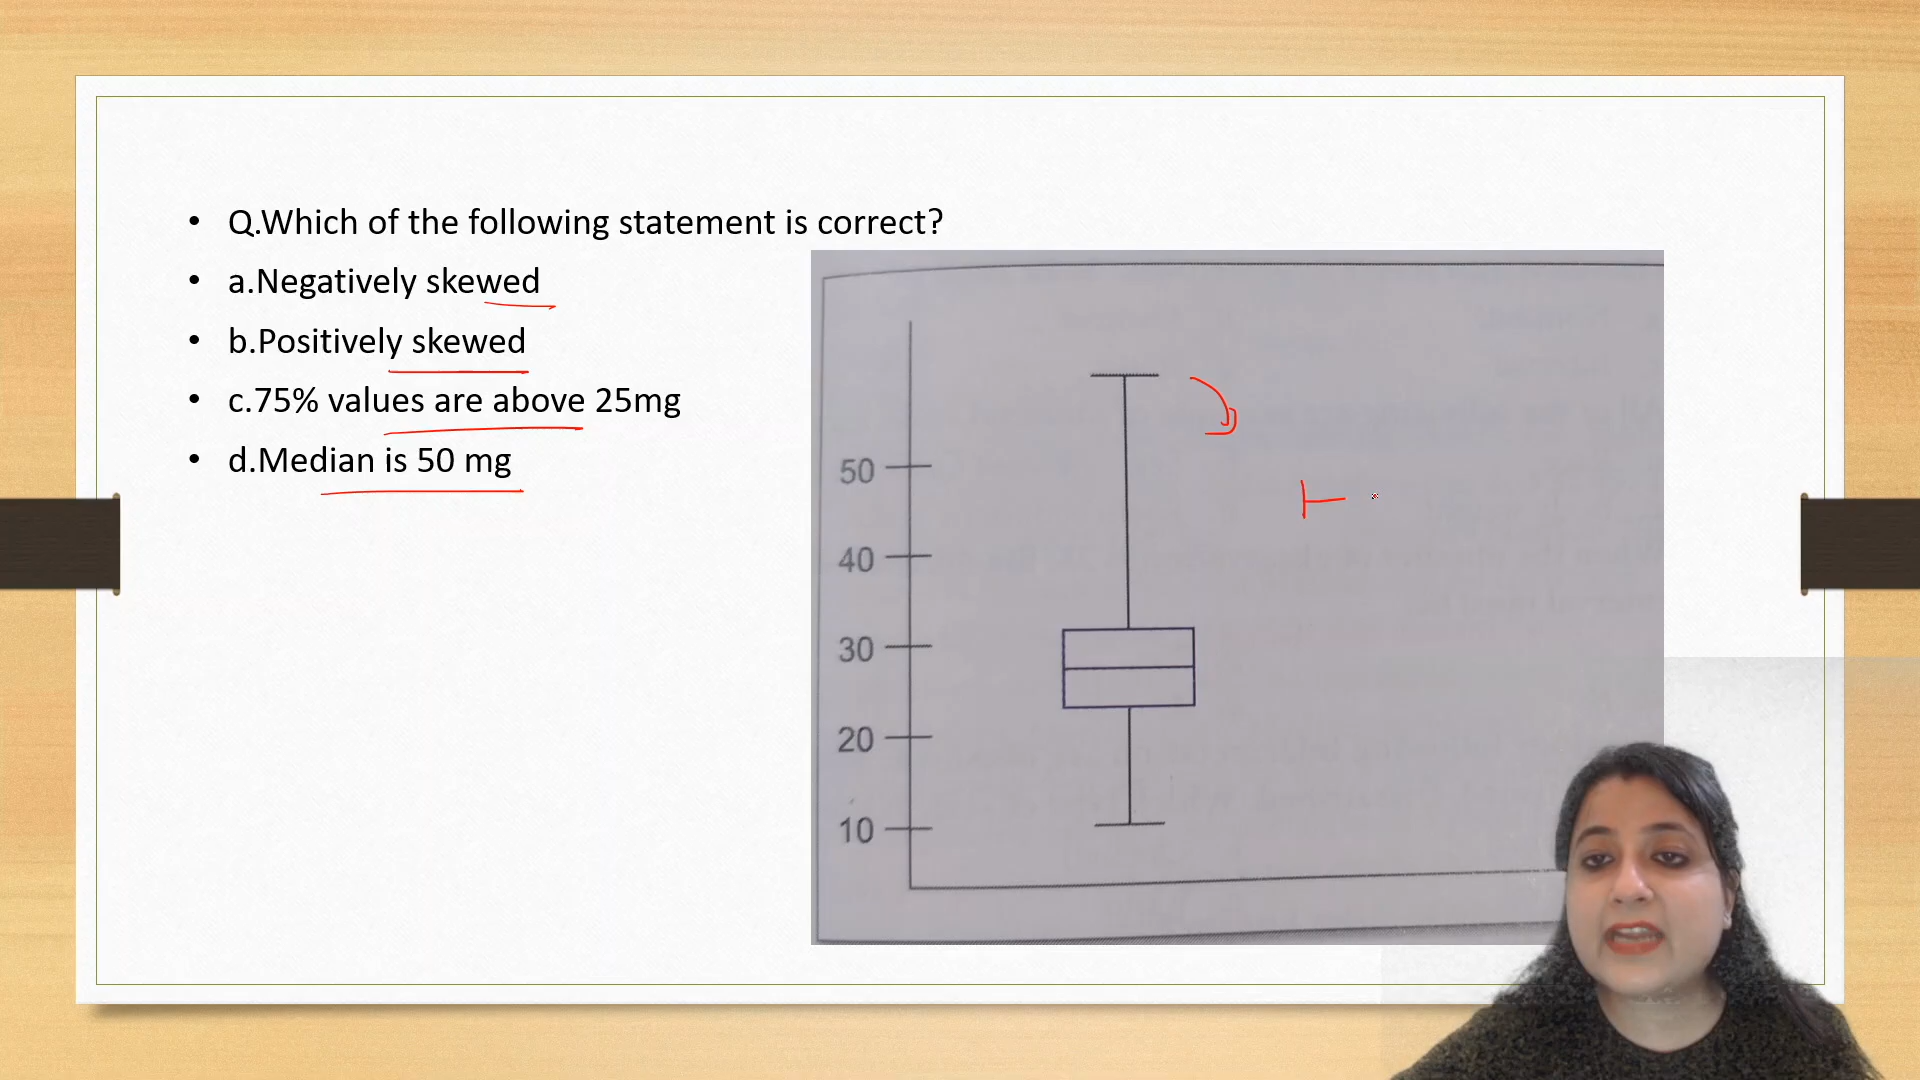 Q.Which of the following statement is correct?
a.Negatively skewed
b.Positively skewed
c.75% values are above 25mg
d.Median is 50 mg
50
40
30
20
10